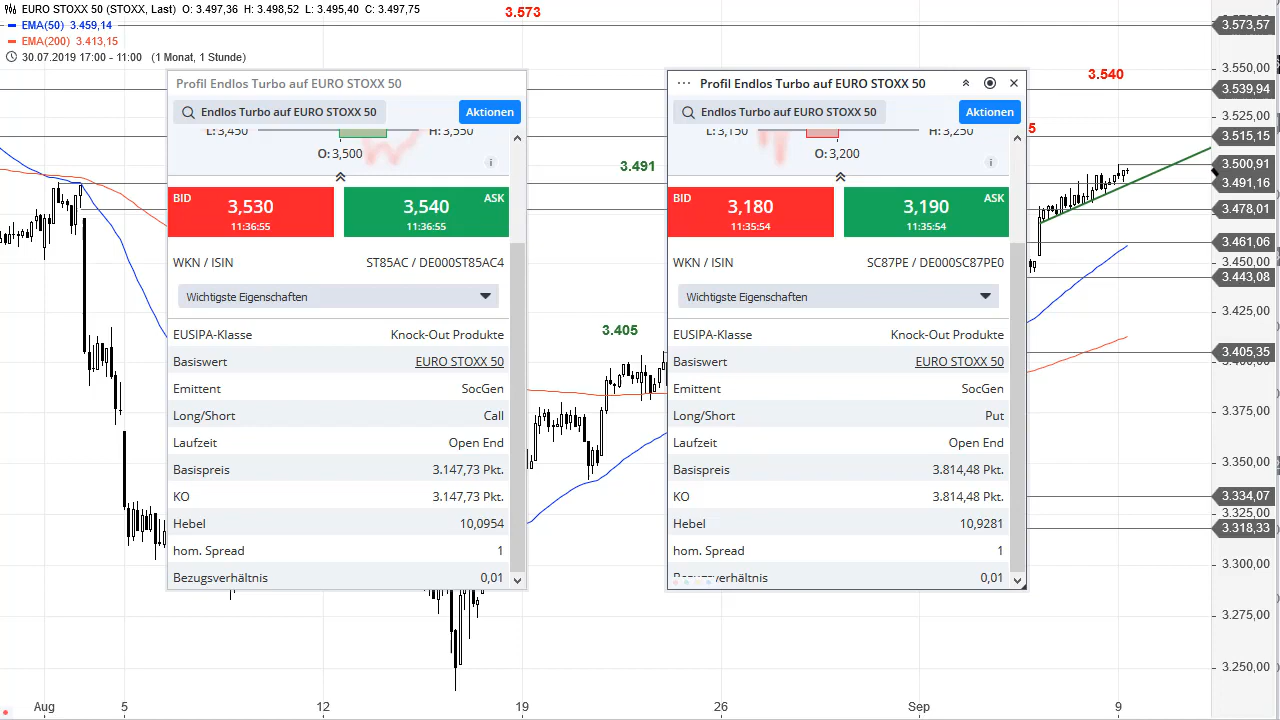 EURO STOXX 50 (STOXX, Last) O: 3.497,36 H: 3.498,52 L: 3.495,40 C: 3.497,75
EMA(50) 3.459,14
EMA(200) 3.413,15
30.07.2019 17:00 - 11:00 (1 Monat, 1 Stunde)
3.573
3.540
3.491
3.405
Profil Endlos Turbo auf EURO STOXX 50
Endlos Turbo auf EURO STOXX 50
Aktionen
L: 3,450
H: 3,550
O: 3,500
BID
3,530
11:36:55
ASK
3,540
11:36:55
WKN / ISIN ST85AC / DE000ST85AC4
Wichtigste Eigenschaften
EUSIPA-Klasse Knock-Out Produkte
Basiswert EURO STOXX 50
Emittent SocGen
Long/Short Call
Laufzeit Open End
Basispreis 3.147,73 Pkt.
KO 3.147,73 Pkt.
Hebel 10,0954
hom. Spread 1
Bezugsverhältnis 0,01
Profil Endlos Turbo auf EURO STOXX 50
Endlos Turbo auf EURO STOXX 50
Aktionen
L: 3,150
H: 3,250
O: 3,200
BID
3,180
11:35:54
ASK
3,190
11:35:54
WKN / ISIN SC87PE / DE000SC87PE0
Wichtigste Eigenschaften
EUSIPA-Klasse Knock-Out Produkte
Basiswert EURO STOXX 50
Emittent SocGen
Long/Short Put
Laufzeit Open End
Basispreis 3.814,48 Pkt.
KO 3.814,48 Pkt.
Hebel 10,9281
hom. Spread 1
Bezugsverhältnis 0,01
5
3.573,57
3.550,00
3.539,94
3.525,00
3.515,15
3.500,91
3.491,16
3.478,01
3.461,06
3.450,00
3.443,08
3.425,00
3.405,35
3.400,00
3.375,00
3.350,00
3.334,07
3.325,00
3.318,33
3.300,00
3.275,00
3.250,00
Aug 5 12 19 26 Sep 9